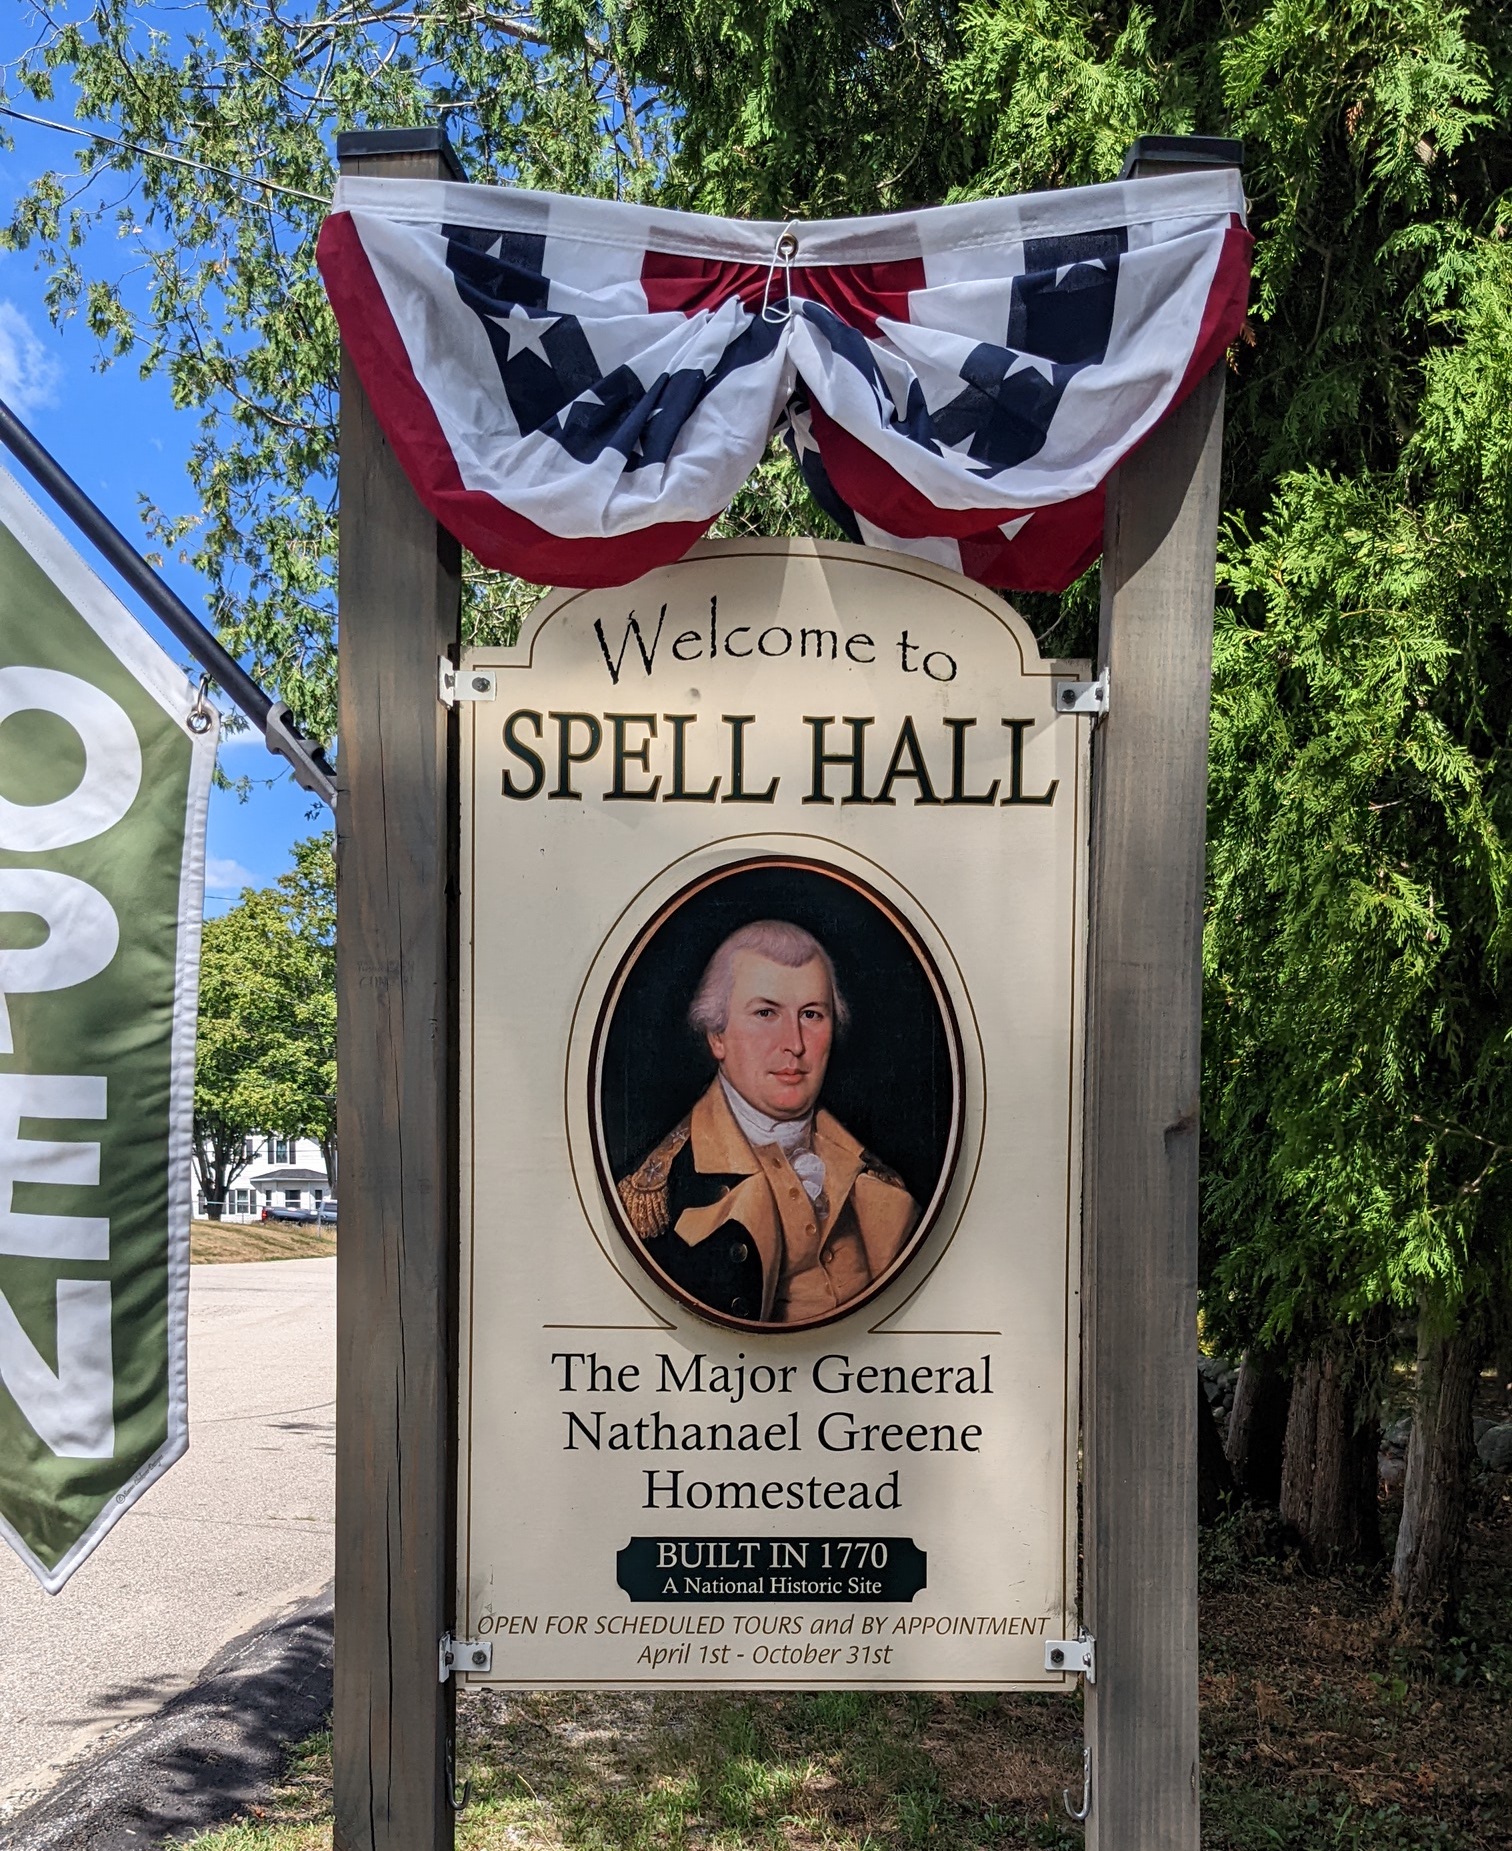 Welcome to
SPELL HALL
The Major General
Nathanael Greene
Homestead
BUILT IN 1770
A National Historic Site
OPEN FOR SCHEDULED TOURS and BY APPOINTMENT
April 1st - October 31st
OPEN